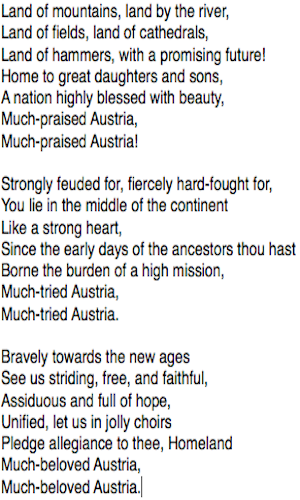 Land of mountains, land by the river,
Land of fields, land of cathedrals,
Land of hammers, with a promising future!
Home to great daughters and sons,
A nation highly blessed with beauty,
Much-praised Austria,
Much-praised Austria!

Strongly feuded for, fiercely hard-fought for,
You lie in the middle of the continent
Like a strong heart,
Since the early days of the ancestors thou hast
Borne the burden of a high mission,
Much-tried Austria,
Much-tried Austria.

Bravely towards the new ages
See us striding, free, and faithful,
Assiduous and full of hope,
Unified, let us in jolly choirs
Pledge allegiance to thee, Homeland
Much-beloved Austria,
Much-beloved Austria.